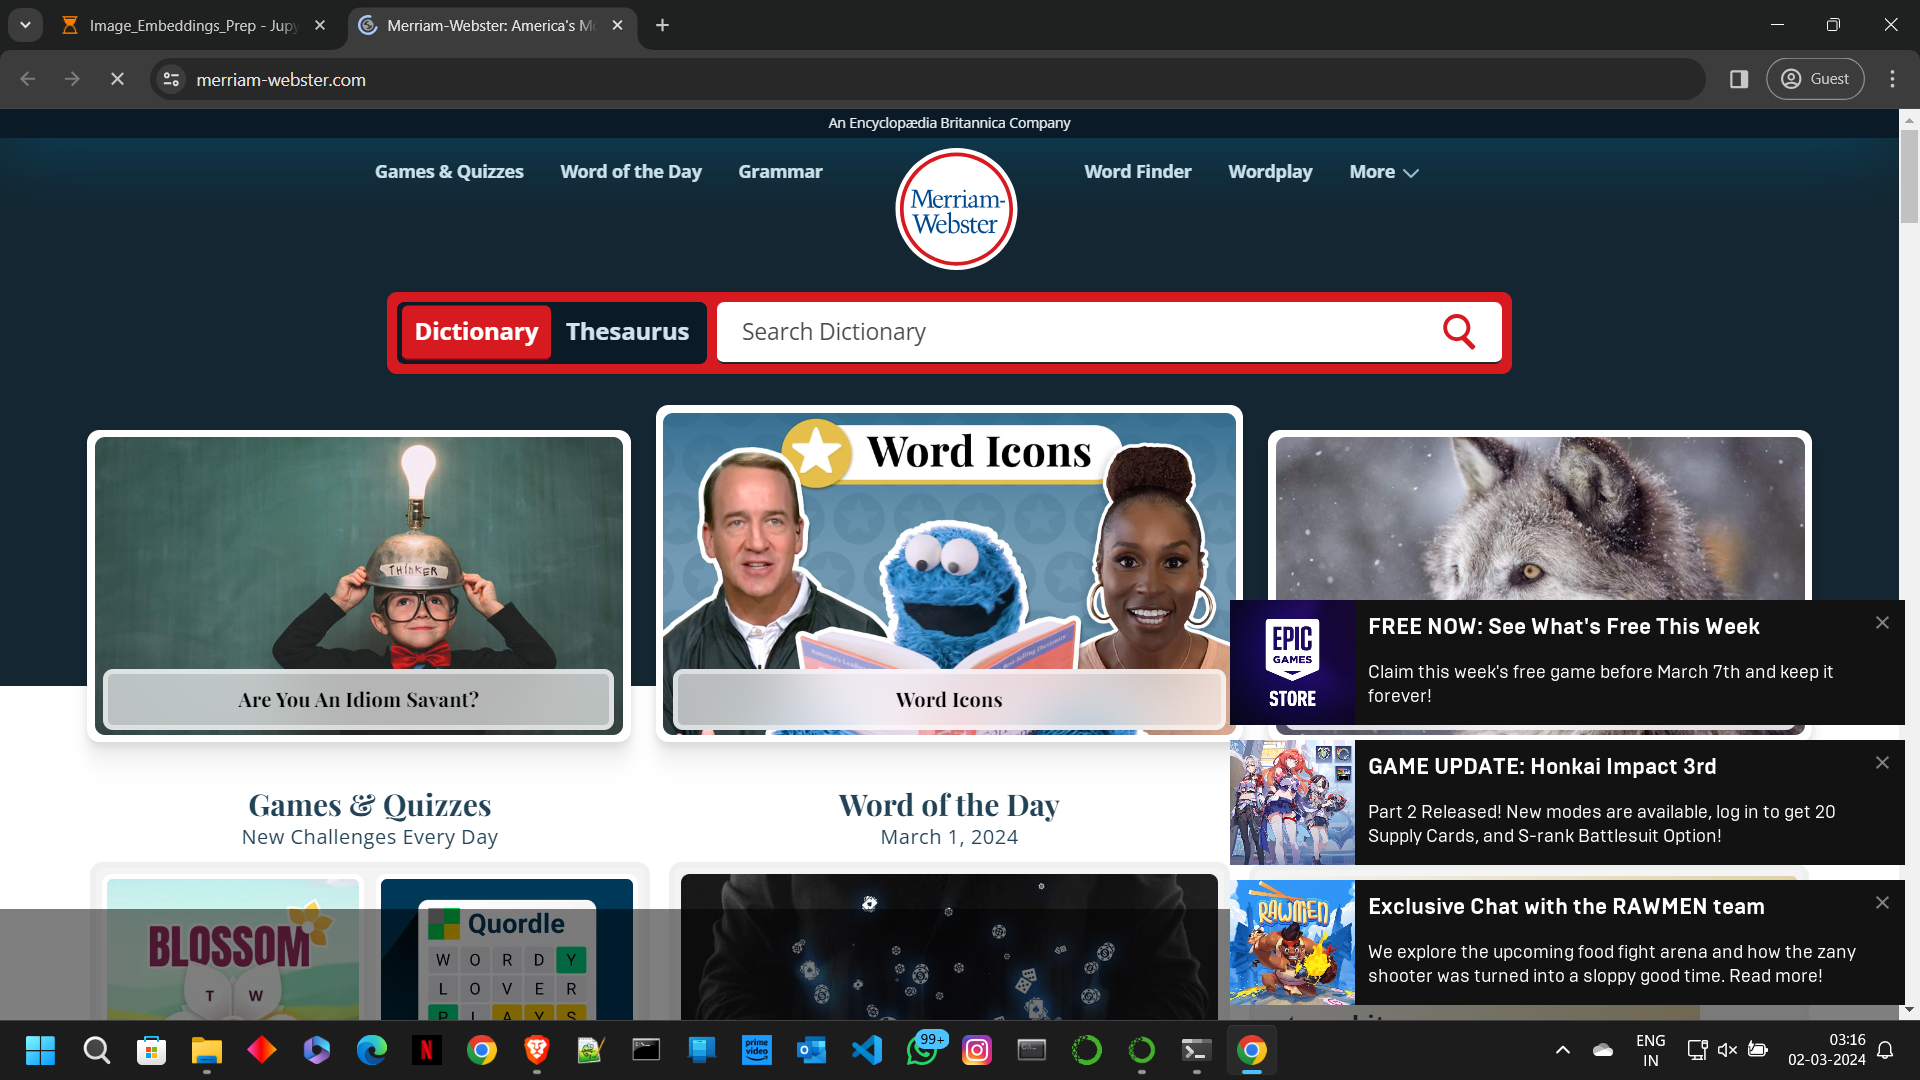 Image_Embeddings_Prep - Jupy
Merriam-Webster: America's Mo
merriam-webster.com
Guest
An Encyclopædia Britannica Company
Games & Quizzes
Word of the Day
Grammar
Merriam-
Webster
Word Finder
Wordplay
More
Dictionary
Thesaurus
Search Dictionary
THINKER
Are You An Idiom Savant?
Word Icons
Word Icons
EPIC
GAMES
STORE
FREE NOW: See What's Free This Week
Claim this week's free game before March 7th and keep it
forever!
GAME UPDATE: Honkai Impact 3rd
Part 2 Released! New modes are available, log in to get 20
Supply Cards, and S-rank Battlesuit Option!
RAWMEN
Exclusive Chat with the RAWMEN team
We explore the upcoming food fight arena and how the zany
shooter was turned into a sloppy good time. Read more!
Games & Quizzes
New Challenges Every Day
Word of the Day
March 1, 2024
BLOSSOM
T W
Quordle
W O R D Y
L O V E R
P L A Y S
99+
prime
video
ENG
IN
03:16
02-03-2024